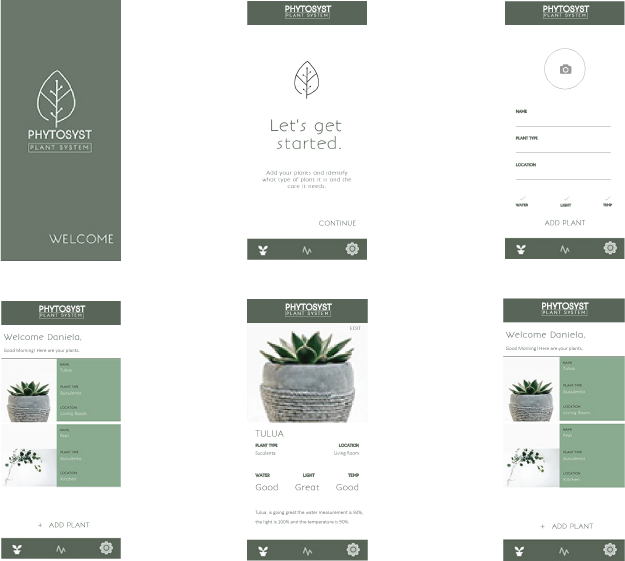 PHYTOSYST
PLANT SYSTEM
WELCOME
PHYTOSYST
PLANT SYSTEM
Let's get
started.
Add your plants and identify
what type of plant it is and the
care it needs.
CONTINUE
PHYTOSYST
PLANT SYSTEM
NAME
PLANT TYPE
LOCATION
WATER LIGHT TEMP
ADD PLANT
PHYTOSYST
PLANT SYSTEM
Welcome Daniela,
Good Morning! Here are your plants.
NAME
Tulua
PLANT TYPE
Succulents
LOCATION
Living Room
NAME
PLANT TYPE
Succulents
LOCATION
Kitchen
+ ADD PLANT
PHYTOSYST
PLANT SYSTEM
EDIT
TULUA
PLANT TYPE LOCATION
Succulents Living Room
WATER LIGHT TEMP
Good Great Good
Tulua, is going great the water measurement is 94%,
the light is 100% and the temperature is 90%.
PHYTOSYST
PLANT SYSTEM
Welcome Daniela,
Good Morning! Here are your plants.
NAME
Tulua
PLANT TYPE
Succulents
LOCATION
Living Room
NAME
PLANT TYPE
Succulents
LOCATION
Kitchen
+ ADD PLANT